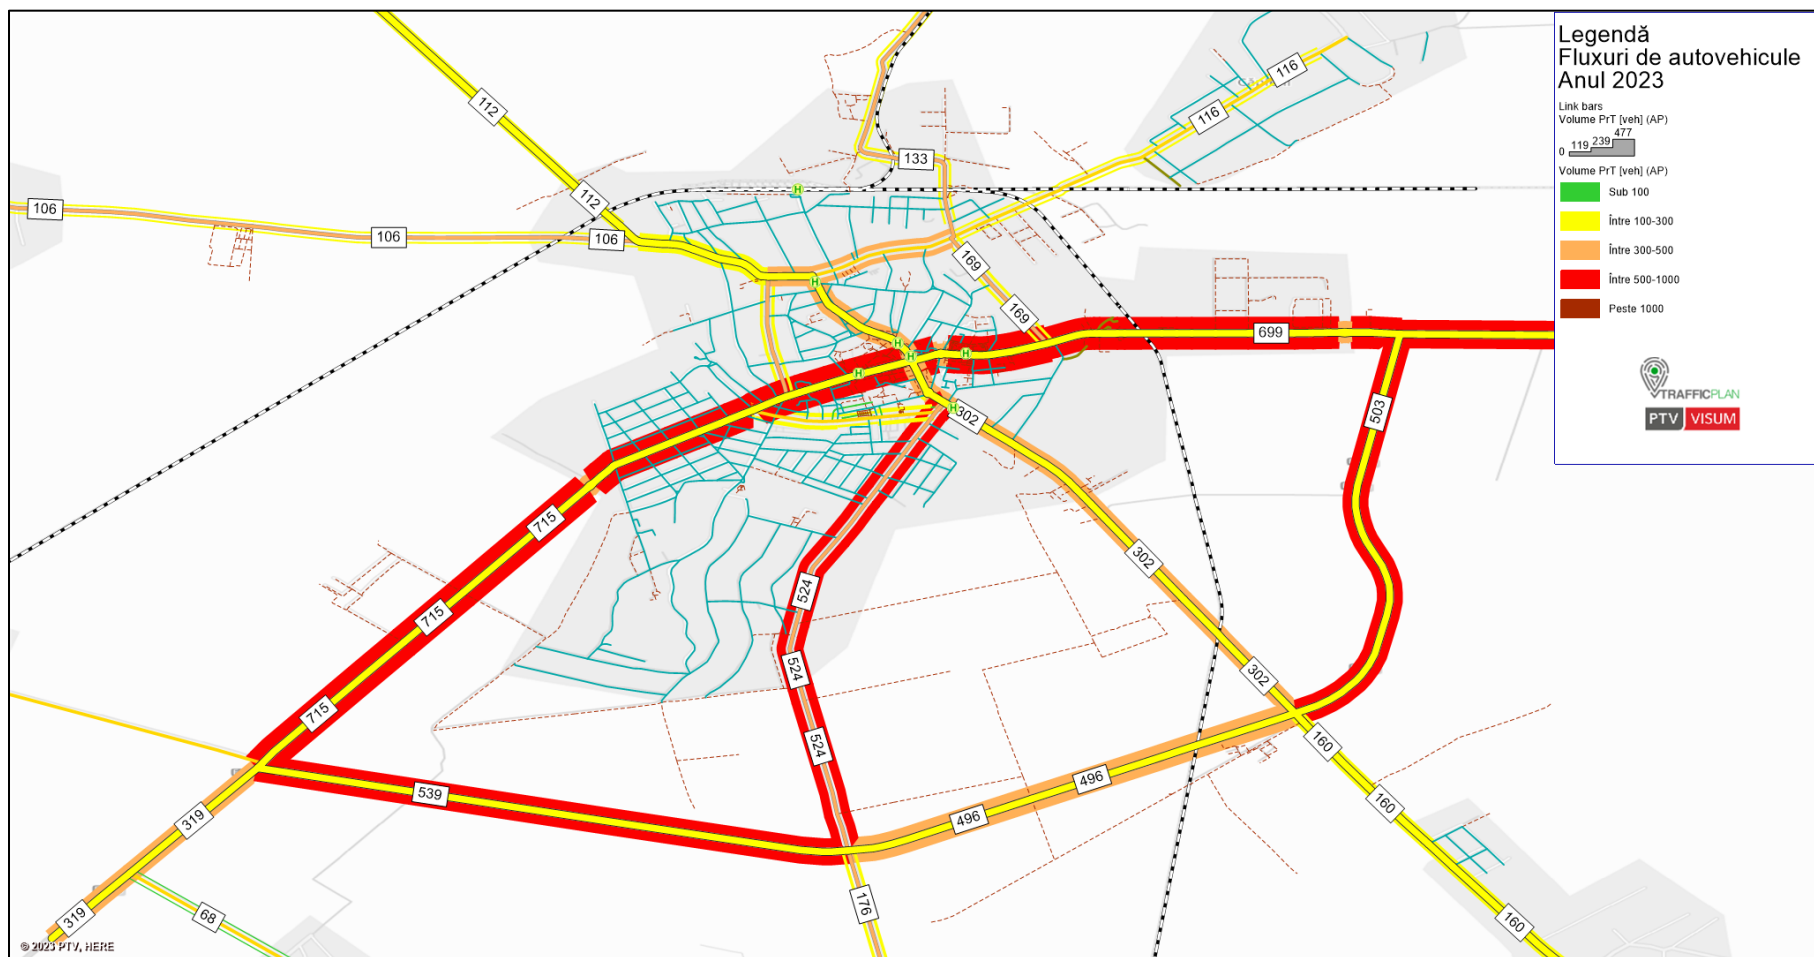 Legendă
Fluxuri de autovehicule
Anul 2023
Link bars
Volume PrT [veh] (AP)
0 119 239 477
Volume PrT [veh] (AP)
Sub 100
Între 100-300
Între 300-500
Între 500-1000
Peste 1000
TRAFFICPLAN
PTV VISUM
116
116
112
133
112
106
106
106
169
169
699
503
302
715
302
715
524
524
302
715
524
160
539
496
496
160
319
176
68
319
160
H
H
H
H
H
H
H
© 2023 PTV, HERE